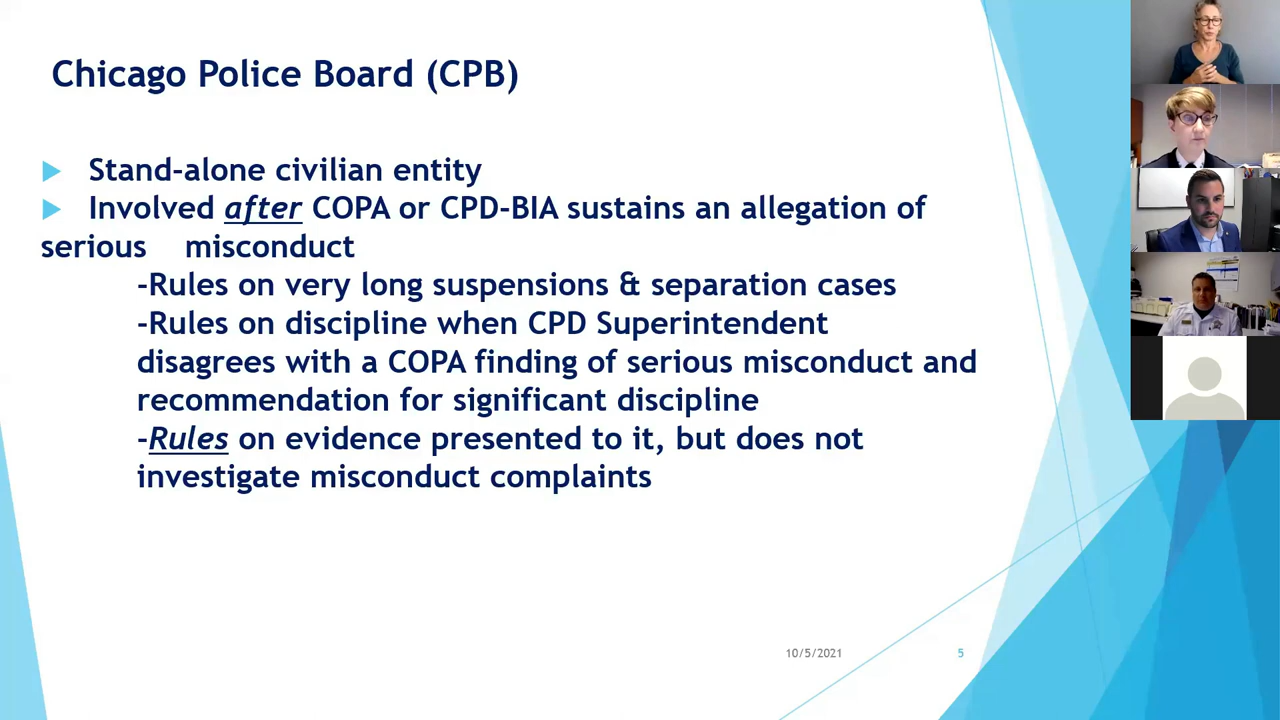 Chicago Police Board (CPB)
Stand-alone civilian entity
Involved after COPA or CPD-BIA sustains an allegation of
serious misconduct
-Rules on very long suspensions & separation cases
-Rules on discipline when CPD Superintendent
disagrees with a COPA finding of serious misconduct and
recommendation for significant discipline
-Rules on evidence presented to it, but does not
investigate misconduct complaints
10/5/2021
5